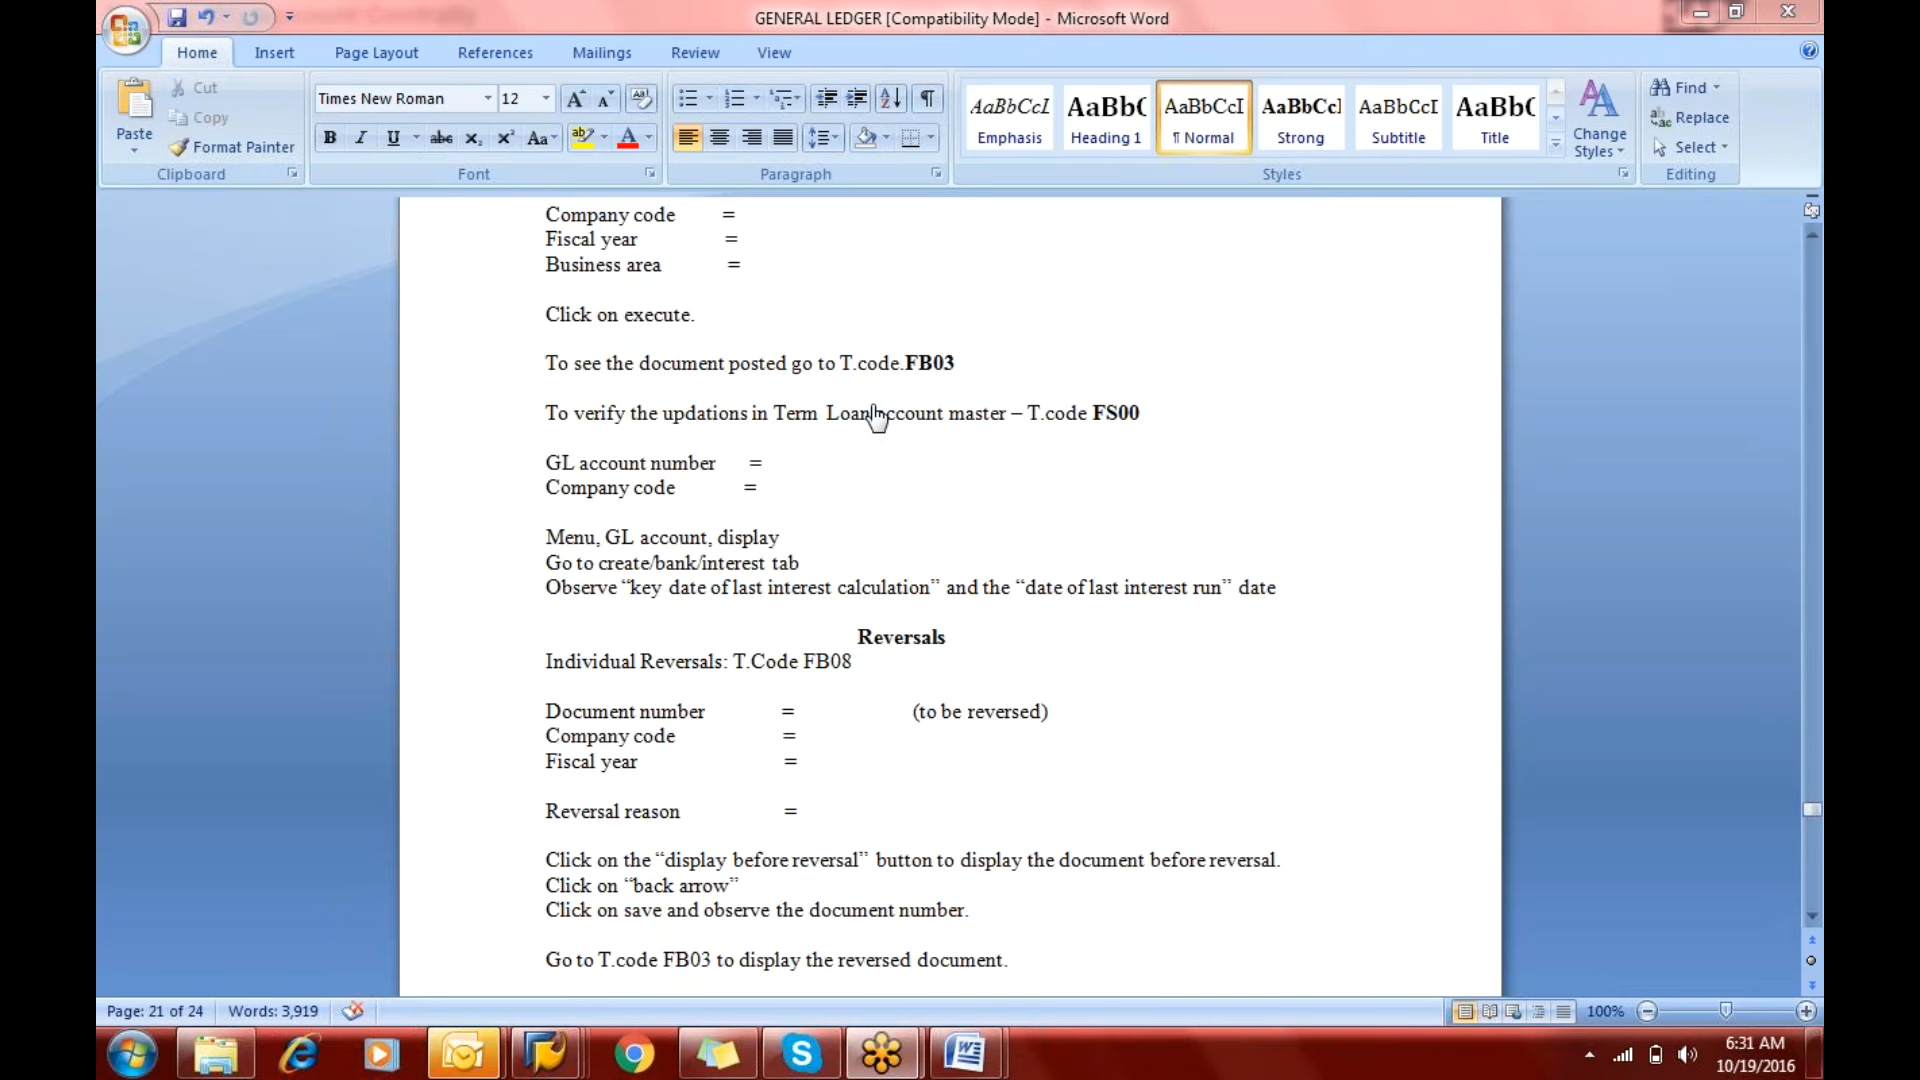 GENERAL LEDGER [Compatibility Mode] - Microsoft Word
Home Insert Page Layout References Mailings Review View
Paste
Cut
Copy
Format Painter
Clipboard
Times New Roman 12
Font
Paragraph
AaBbCcI AaBbC AaBbCcI AaBbCcI AaBbCcI AaBbC
Emphasis Heading 1 ¶ Normal Strong Subtitle Title
Change Styles
Styles
Find
Replace
Select
Editing
Company code =
Fiscal year =
Business area =
Click on execute.
To see the document posted go to T.code.FB03
To verify the updations in Term Loan account master – T.code FS00
GL account number =
Company code =
Menu, GL account, display
Go to create/bank/interest tab
Observe “key date of last interest calculation” and the “date of last interest run” date
Reversals
Individual Reversals: T.Code FB08
Document number = (to be reversed)
Company code =
Fiscal year =
Reversal reason =
Click on the “display before reversal” button to display the document before reversal.
Click on “back arrow”
Click on save and observe the document number.
Go to T.code FB03 to display the reversed document.
Page: 21 of 24 Words: 3,919 100%
6:31 AM
10/19/2016